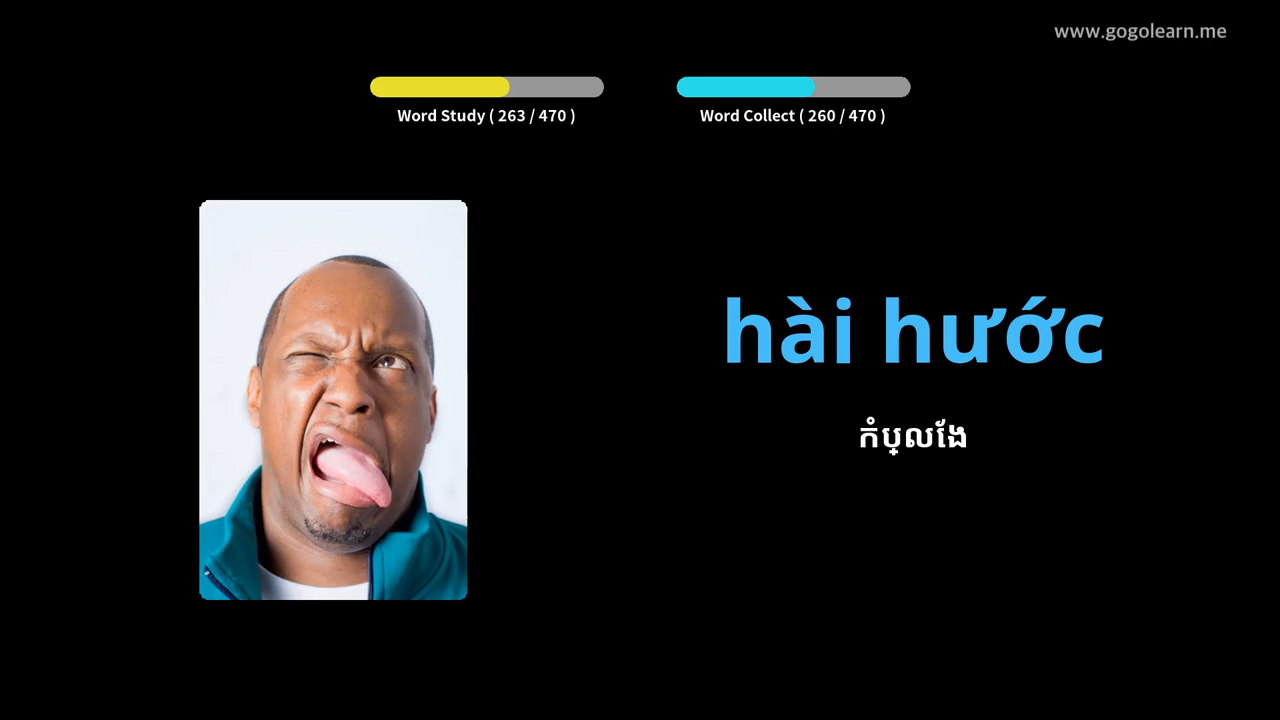 www.gogolearn.me
Word Study ( 263 / 470 )
Word Collect ( 260 / 470 )
hài hước
កំប្លែង